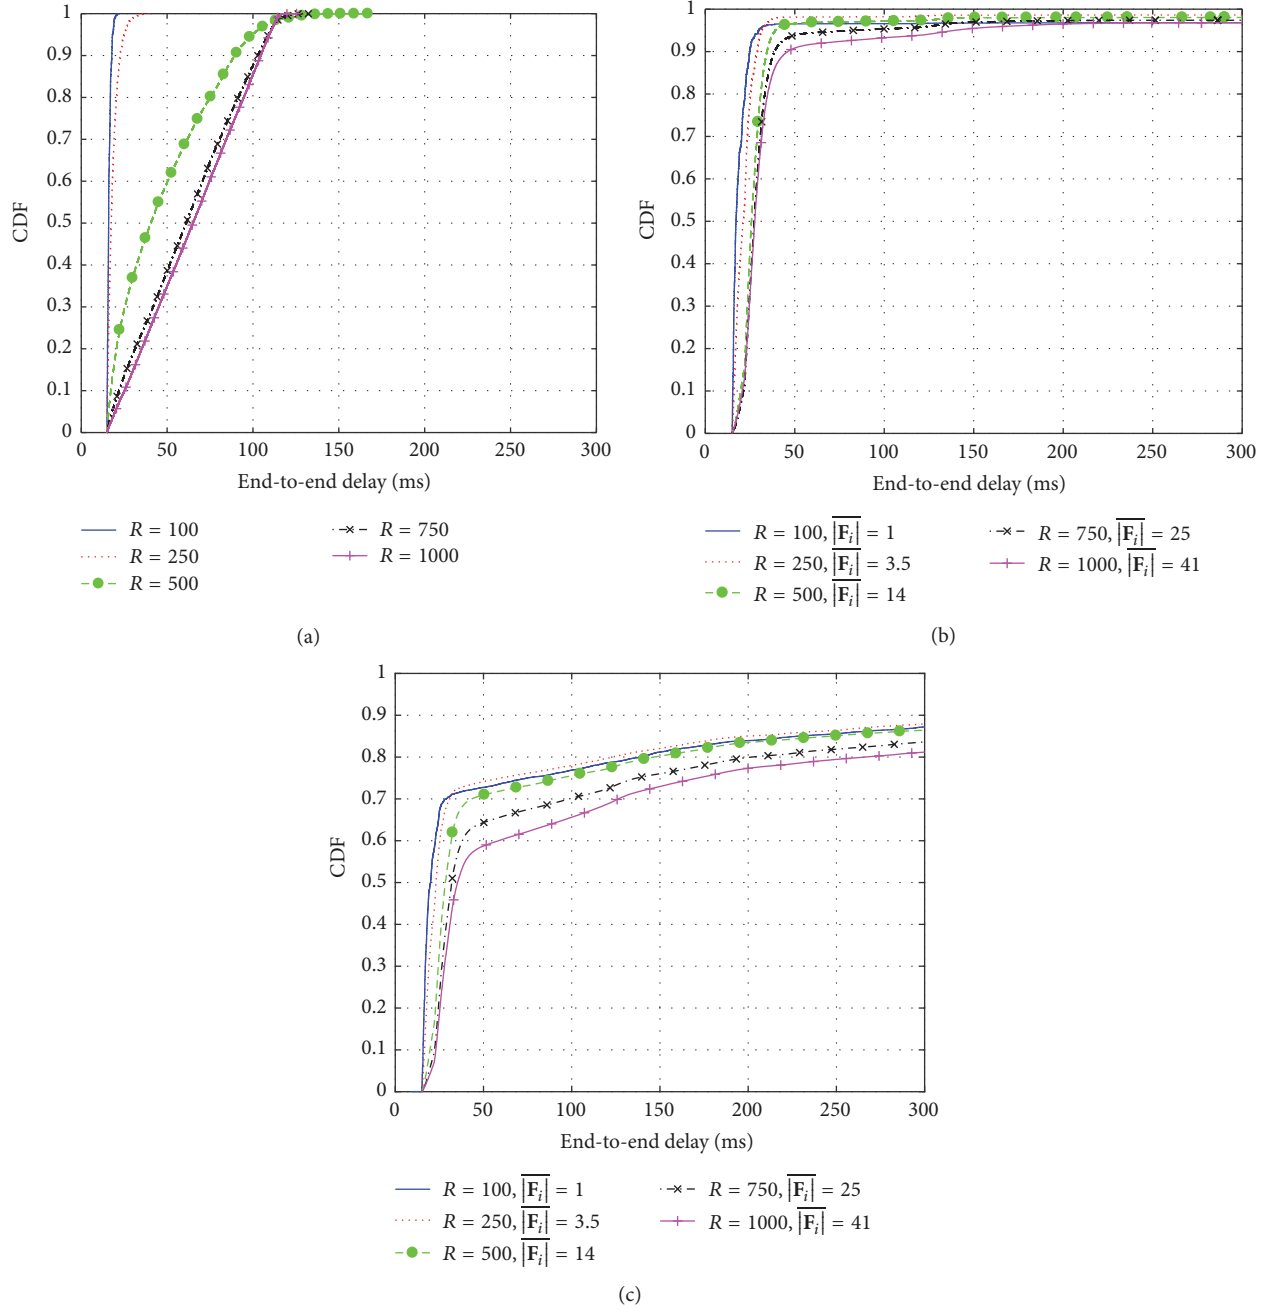 1
0.9
0.8
0.7
0.6
0.5
0.4
0.3
0.2
0.1
0
CDF
0 50 100 150 200 250 300
End-to-end delay (ms)
R = 100
R = 250
R = 500
R = 750
R = 1000
(a)
1
0.9
0.8
0.7
0.6
0.5
0.4
0.3
0.2
0.1
0
CDF
0 50 100 150 200 250 300
End-to-end delay (ms)
R = 100, |F_i| = 1
R = 250, |F_i| = 3.5
R = 500, |F_i| = 14
R = 750, |F_i| = 25
R = 1000, |F_i| = 41
(b)
1
0.9
0.8
0.7
0.6
0.5
0.4
0.3
0.2
0.1
0
CDF
0 50 100 150 200 250 300
End-to-end delay (ms)
R = 100, |F_i| = 1
R = 250, |F_i| = 3.5
R = 500, |F_i| = 14
R = 750, |F_i| = 25
R = 1000, |F_i| = 41
(c)